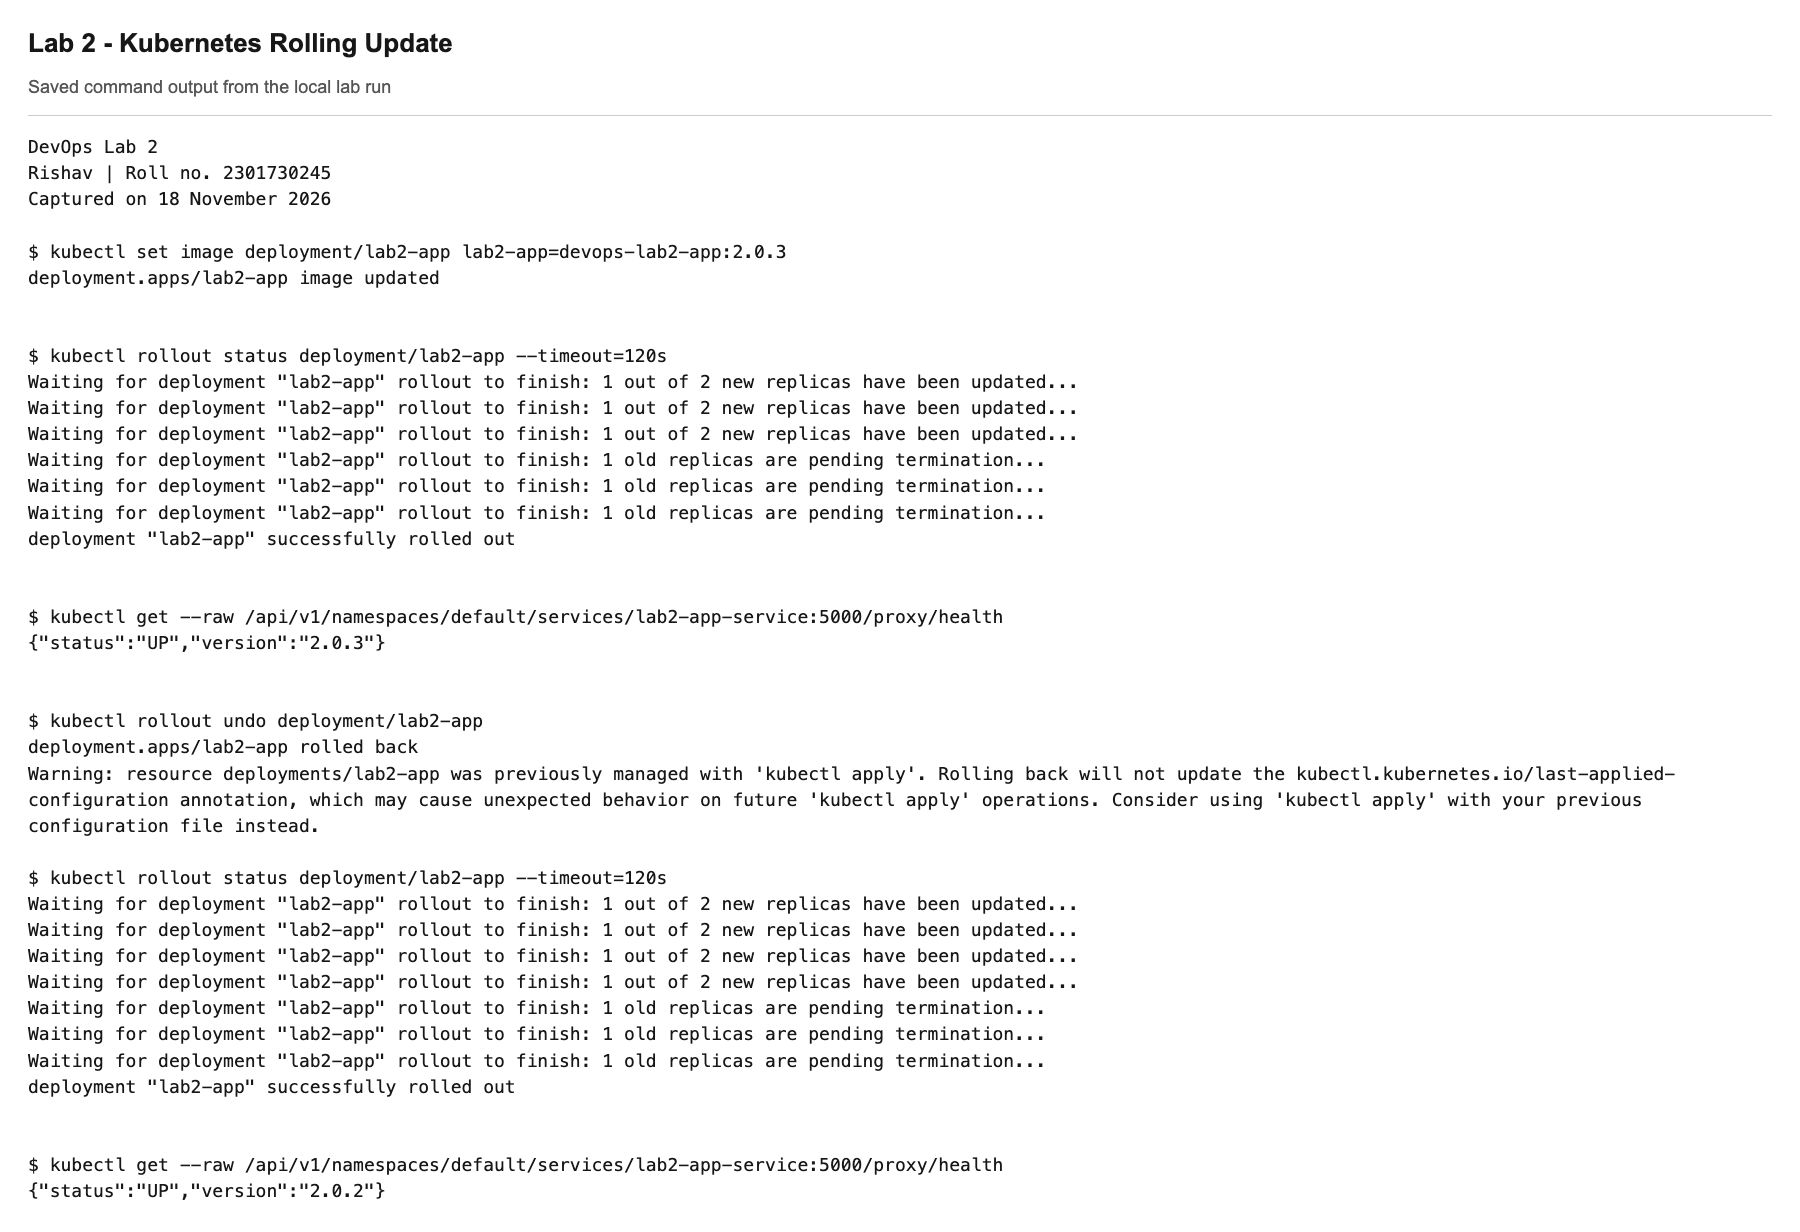 Lab 2 - Kubernetes Rolling Update
Saved command output from the local lab run
DevOps Lab 2
Rishav | Roll no. 2301730245
Captured on 18 November 2026
$ kubectl set image deployment/lab2-app lab2-app=devops-lab2-app:2.0.3
deployment.apps/lab2-app image updated
$ kubectl rollout status deployment/lab2-app --timeout=120s
Waiting for deployment "lab2-app" rollout to finish: 1 out of 2 new replicas have been updated...
Waiting for deployment "lab2-app" rollout to finish: 1 out of 2 new replicas have been updated...
Waiting for deployment "lab2-app" rollout to finish: 1 out of 2 new replicas have been updated...
Waiting for deployment "lab2-app" rollout to finish: 1 old replicas are pending termination...
Waiting for deployment "lab2-app" rollout to finish: 1 old replicas are pending termination...
Waiting for deployment "lab2-app" rollout to finish: 1 old replicas are pending termination...
deployment "lab2-app" successfully rolled out
$ kubectl get --raw /api/v1/namespaces/default/services/lab2-app-service:5000/proxy/health
{"status":"UP","version":"2.0.3"}
$ kubectl rollout undo deployment/lab2-app
deployment.apps/lab2-app rolled back
Warning: resource deployments/lab2-app was previously managed with 'kubectl apply'. Rolling back will not update the kubectl.kubernetes.io/last-applied-
configuration annotation, which may cause unexpected behavior on future 'kubectl apply' operations. Consider using 'kubectl apply' with your previous
configuration file instead.
$ kubectl rollout status deployment/lab2-app --timeout=120s
Waiting for deployment "lab2-app" rollout to finish: 1 out of 2 new replicas have been updated...
Waiting for deployment "lab2-app" rollout to finish: 1 out of 2 new replicas have been updated...
Waiting for deployment "lab2-app" rollout to finish: 1 out of 2 new replicas have been updated...
Waiting for deployment "lab2-app" rollout to finish: 1 out of 2 new replicas have been updated...
Waiting for deployment "lab2-app" rollout to finish: 1 old replicas are pending termination...
Waiting for deployment "lab2-app" rollout to finish: 1 old replicas are pending termination...
Waiting for deployment "lab2-app" rollout to finish: 1 old replicas are pending termination...
deployment "lab2-app" successfully rolled out
$ kubectl get --raw /api/v1/namespaces/default/services/lab2-app-service:5000/proxy/health
{"status":"UP","version":"2.0.2"}